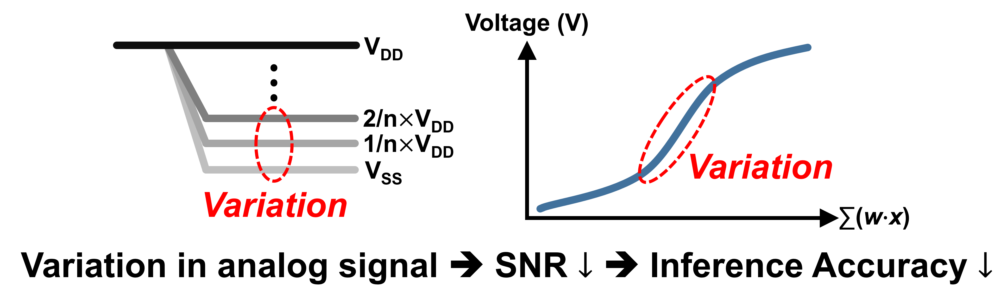 Voltage (V)
V_DD
2/n×V_DD
1/n×V_DD
V_SS
Variation
Variation
∑(w·x)
Variation in analog signal ➔ SNR ↓ ➔ Inference Accuracy ↓